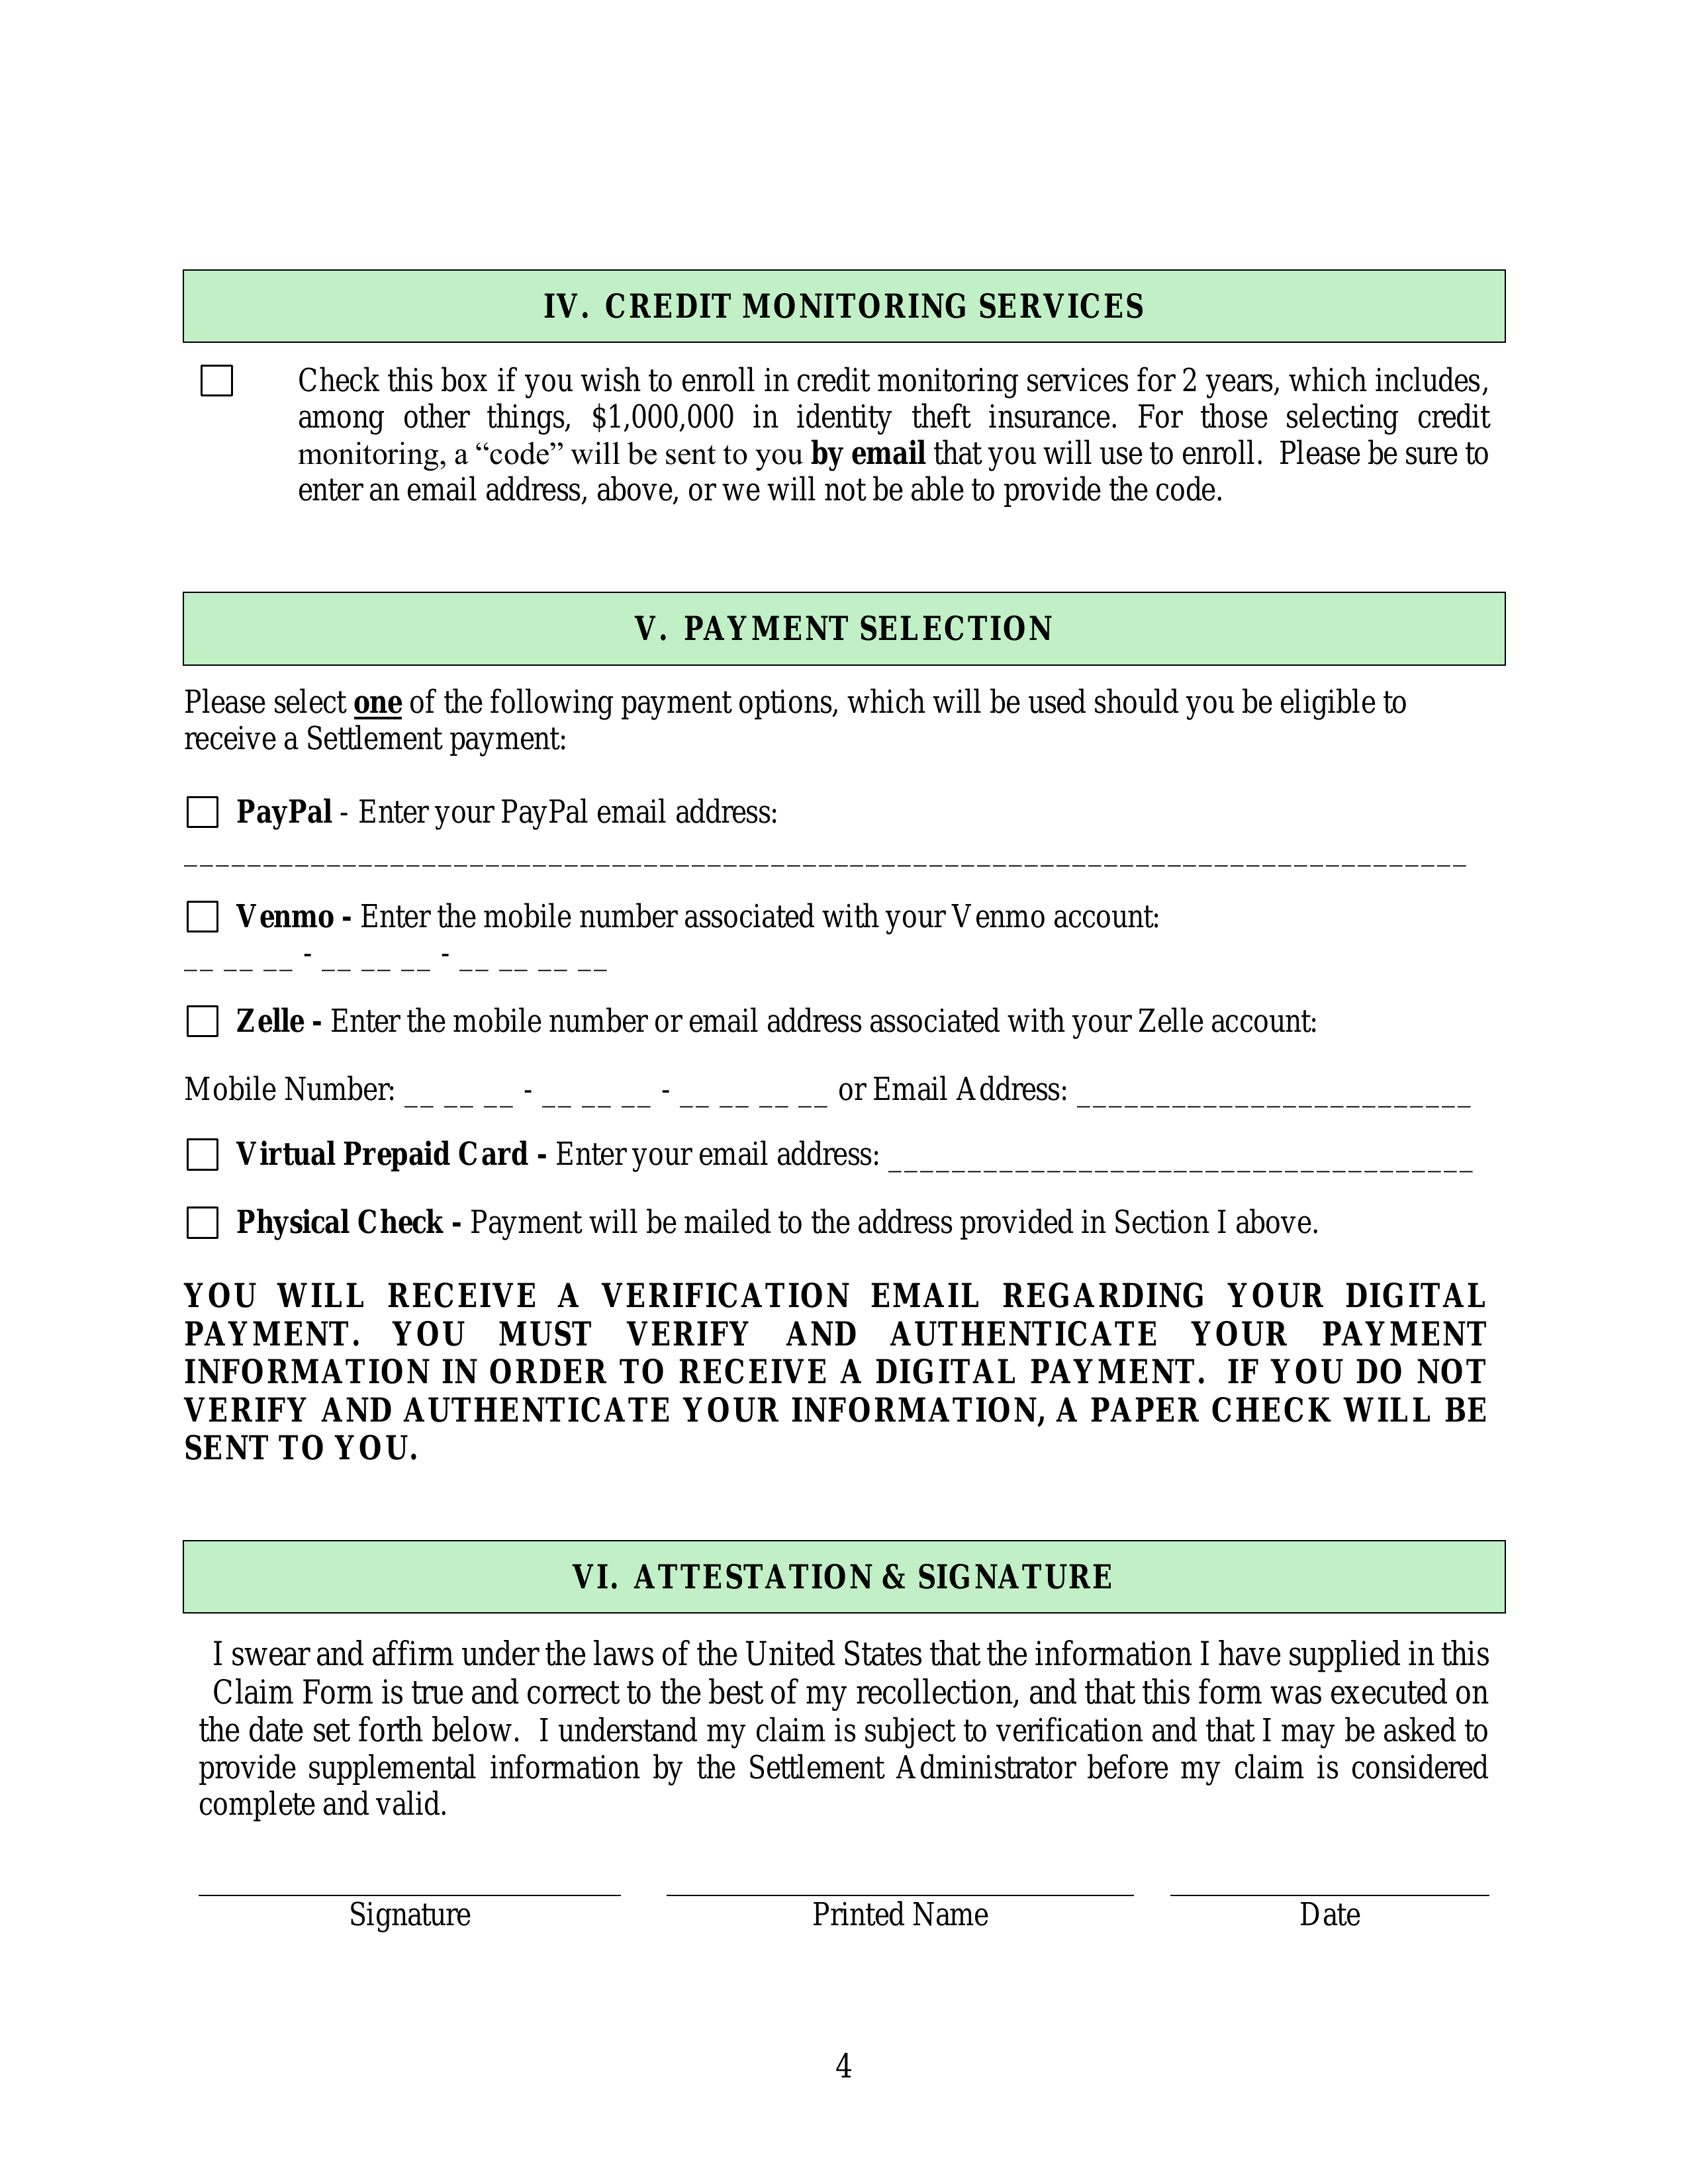 IV. CREDIT MONITORING SERVICES
Check this box if you wish to enroll in credit monitoring services for 2 years, which includes,
among other things, $1,000,000 in identity theft insurance. For those selecting credit
monitoring, a “code” will be sent to you by email that you will use to enroll. Please be sure to
enter an email address, above, or we will not be able to provide the code.
V. PAYMENT SELECTION
Please select one of the following payment options, which will be used should you be eligible to
receive a Settlement payment:
PayPal - Enter your PayPal email address:
_________________________________________________________________________________
Venmo - Enter the mobile number associated with your Venmo account:
__ __ __ - __ __ __ - __ __ __ __
Zelle - Enter the mobile number or email address associated with your Zelle account:
Mobile Number: __ __ __ - __ __ __ - __ __ __ __ or Email Address: _________________________
Virtual Prepaid Card - Enter your email address: _____________________________________
Physical Check - Payment will be mailed to the address provided in Section I above.
YOU WILL RECEIVE A VERIFICATION EMAIL REGARDING YOUR DIGITAL
PAYMENT. YOU MUST VERIFY AND AUTHENTICATE YOUR PAYMENT
INFORMATION IN ORDER TO RECEIVE A DIGITAL PAYMENT. IF YOU DO NOT
VERIFY AND AUTHENTICATE YOUR INFORMATION, A PAPER CHECK WILL BE
SENT TO YOU.
VI. ATTESTATION & SIGNATURE
I swear and affirm under the laws of the United States that the information I have supplied in this
Claim Form is true and correct to the best of my recollection, and that this form was executed on
the date set forth below. I understand my claim is subject to verification and that I may be asked to
provide supplemental information by the Settlement Administrator before my claim is considered
complete and valid.
Signature Printed Name Date
4